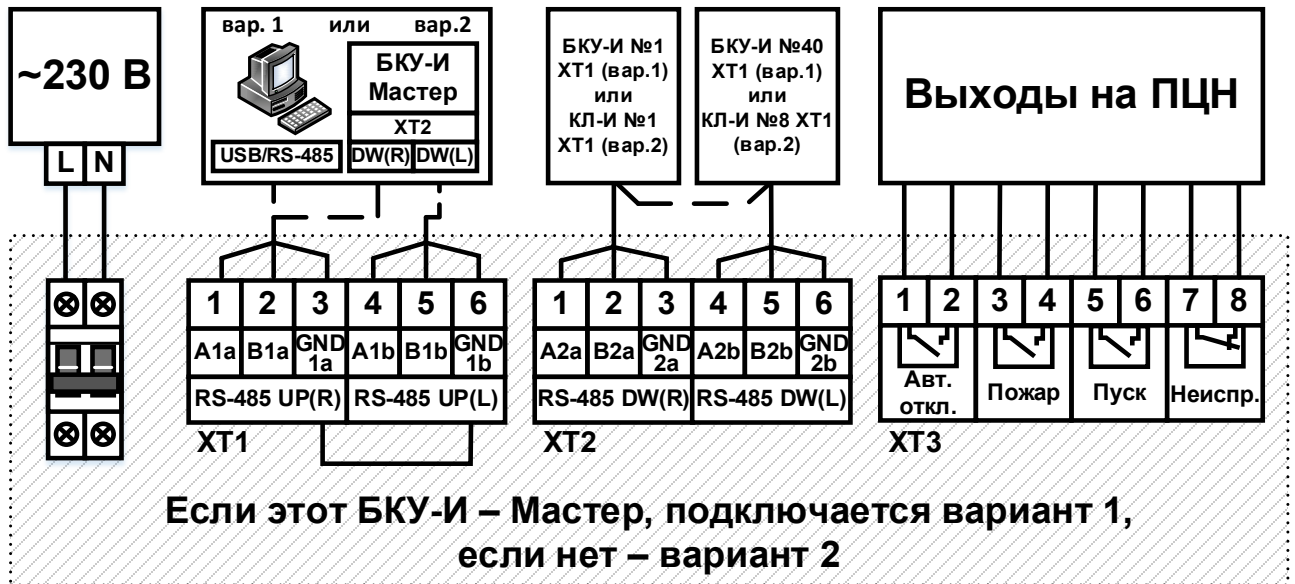 ~230 В
L N
вар. 1 или вар.2
БКУ-И
Мастер
XT2
USB/RS-485 DW(R) DW(L)
БКУ-И №1
XT1 (вар.1)
или
КЛ-И №1
XT1 (вар.2)
БКУ-И №40
XT1 (вар.1)
или
КЛ-И №8 XT1
(вар.2)
Выходы на ПЦН
1 2 3 4 5 6
A1a B1a GND 1a A1b B1b GND 1b
RS-485 UP(R) RS-485 UP(L)
XT1
1 2 3 4 5 6
A2a B2a GND 2a A2b B2b GND 2b
RS-485 DW(R) RS-485 DW(L)
XT2
1 2 3 4 5 6 7 8
Авт. откл. Пожар Пуск Неиспр.
XT3
Если этот БКУ-И – Мастер, подключается вариант 1,
если нет – вариант 2